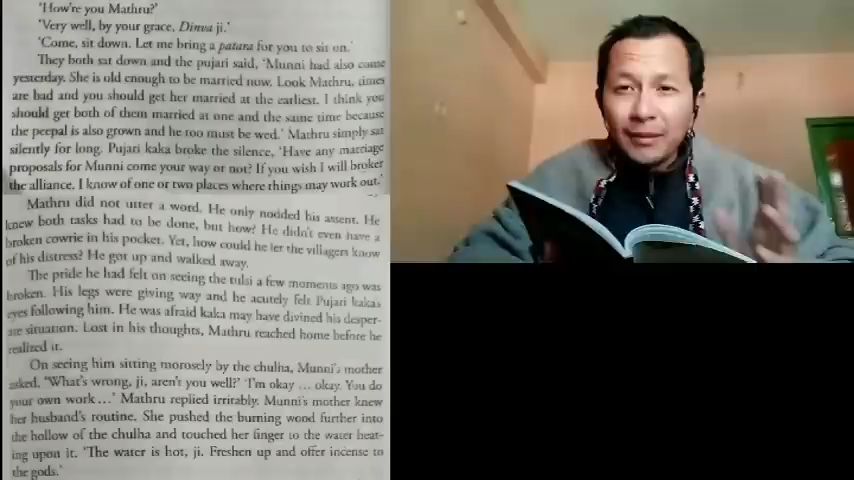 'How're you Mathru?'
'Very well, by your grace, Dinva ji.'
'Come, sit down. Let me bring a patara for you to sit on.'
They both sat down and the pujari said, 'Munni had also come
yesterday. She is old enough to be married now. Look Mathru, times
are bad and you should get her married at the earliest. I think you
should get both of them married at one and the same time because
the peepal is also grown and he too must be wed.' Mathru simply sat
silently for long. Pujari kaka broke the silence, 'Have any marriage
proposals for Munni come your way or not? If you wish I will broker
the alliance. I know of one or two places where things may work out.'
Mathru did not utter a word. He only nodded his assent. He
knew both tasks had to be done, but how? He didn't even have a
broken cowrie in his pocket. Yet, how could he let the villagers know
of his distress? He got up and walked away.
The pride he had felt on seeing the tulsi a few moments ago was
broken. His legs were giving way and he acutely felt Pujari kaka's
eyes following him. He was afraid kaka may have divined his desper-
ate situation. Lost in his thoughts, Mathru reached home before he
realized it.
On seeing him sitting morosely by the chulha, Munni's mother
asked, 'What's wrong, ji, aren't you well?' 'I'm okay ... okay. You do
your own work ...' Mathru replied irritably. Munni's mother knew
her husband's routine. She pushed the burning wood further into
the hollow of the chulha and touched her finger to the water heat-
ing upon it. 'The water is hot, ji. Freshen up and offer incense to
the gods.'